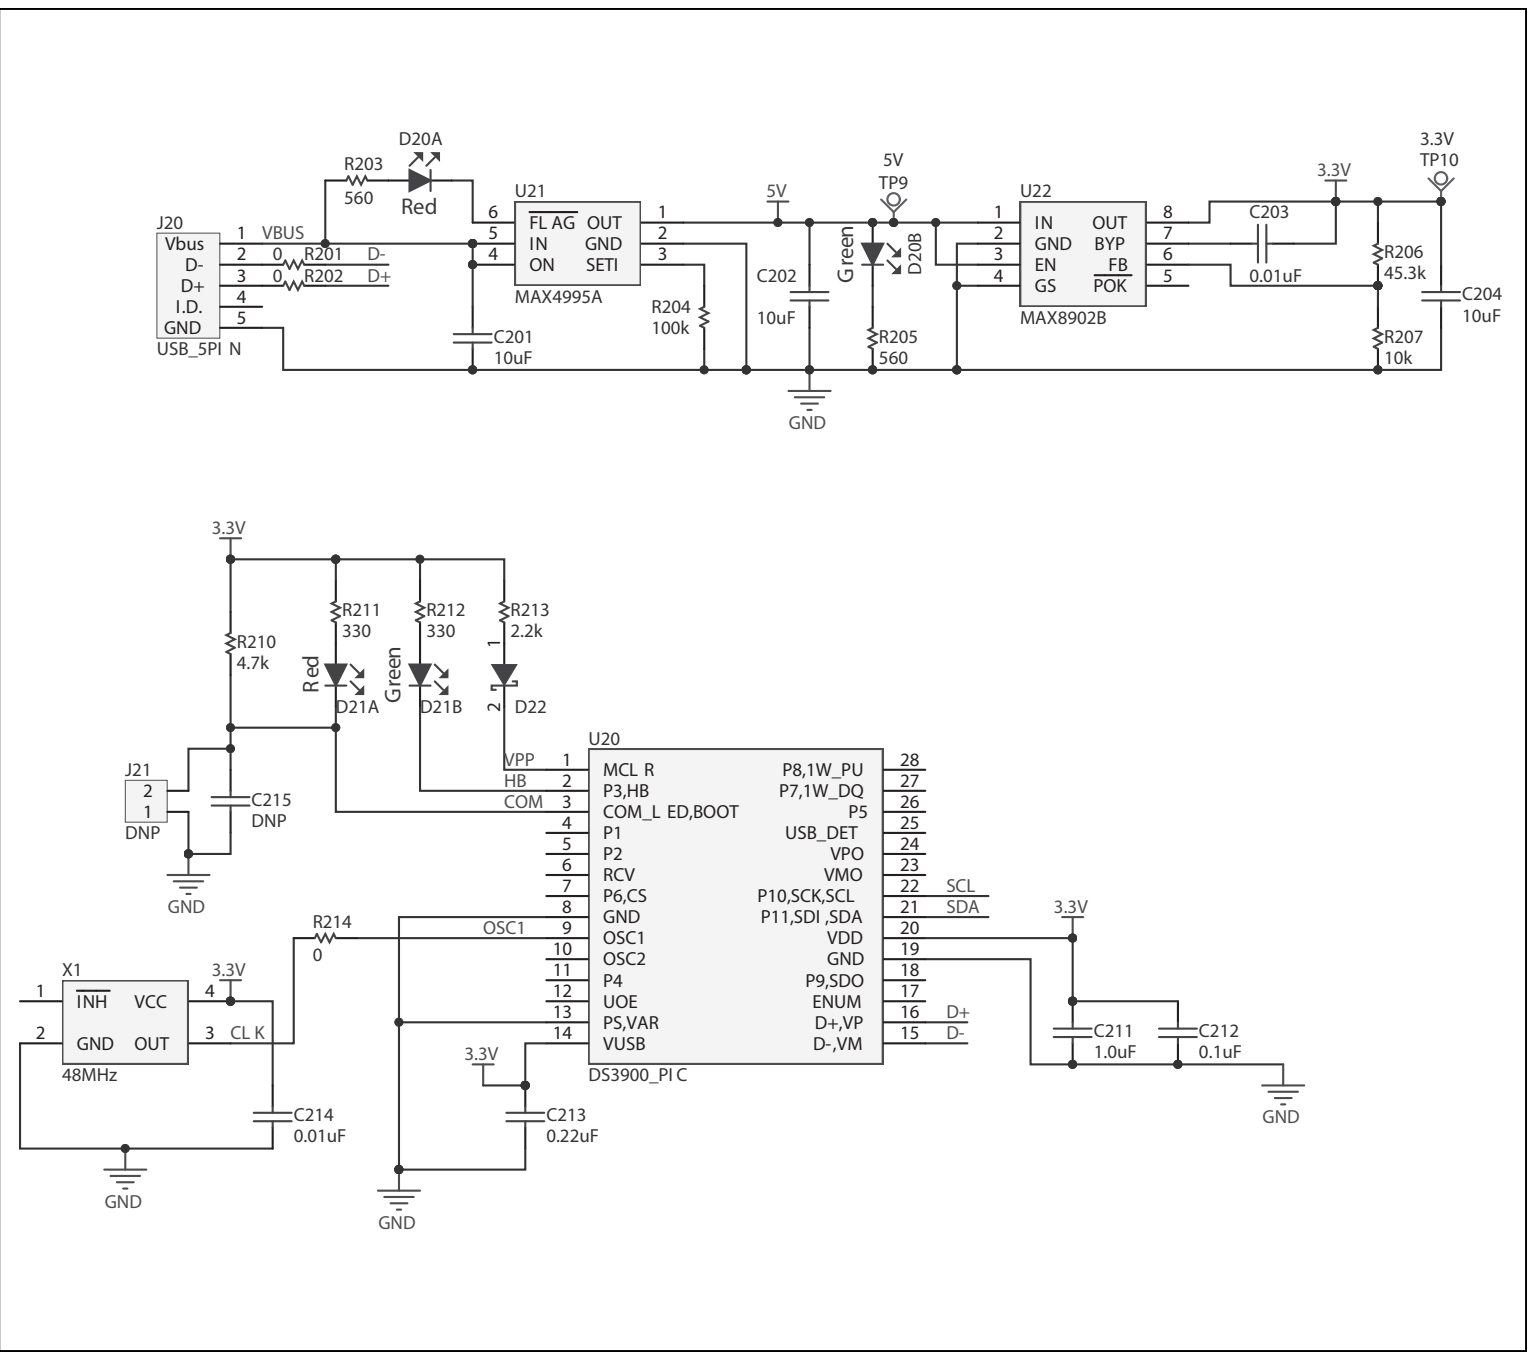 D20A
R203
560
Red
U21
6 FLAG OUT 1
5 IN GND 2
4 ON SETI 3
MAX4995A
J20
Vbus 1 VBUS
D- 2 0 R201 D-
D+ 3 0 R202 D+
I.D. 4
GND 5
USB_5PIN
C201
10uF
R204
100k
5V
C202
10uF
5V
TP9
Green
D20B
R205
560
GND
U22
1 IN OUT 8
2 GND BYP 7
3 EN FB 6
4 GS POK 5
MAX8902B
C203
0.01uF
3.3V
3.3V
TP10
R206
45.3k
R207
10k
C204
10uF
3.3V
R210
4.7k
R211
330
Red
D21A
R212
330
Green
D21B
R213
2.2k
1
2
D22
J21
2
1
DNP
C215
DNP
GND
U20
VPP 1 MCLR P8,1W_PU 28
HB 2 P3,HB P7,1W_DQ 27
COM 3 COM_LED,BOOT P5 26
4 P1 USB_DET 25
5 P2 VPO 24
6 RCV VMO 23
7 P6,CS P10,SCK,SCL 22 SCL
8 GND P11,SDI,SDA 21 SDA
OSC1 9 OSC1 VDD 20
10 OSC2 GND 19
11 P4 P9,SDO 18
12 UOE ENUM 17
13 PS,VAR D+,VP 16 D+
14 VUSB D-,VM 15 D-
DS3900_PIC
R214
0
X1
1 INH VCC 4
2 GND OUT 3 CLK
48MHz
3.3V
C214
0.01uF
GND
3.3V
C213
0.22uF
GND
3.3V
C211
1.0uF
C212
0.1uF
GND